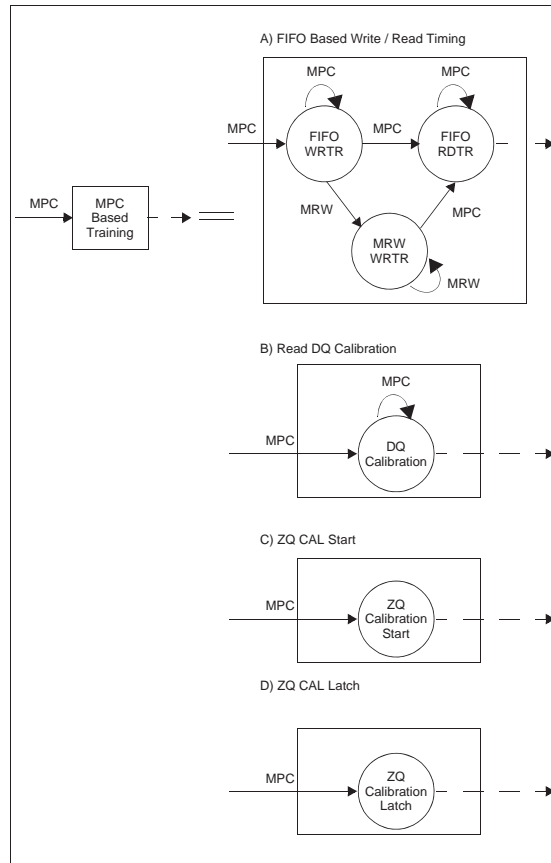 A) FIFO Based Write / Read Timing
MPC
MPC
MPC
FIFO
WRTR
MPC
FIFO
RDTR
MPC
MPC
Based
Training
MRW
MPC
MRW
WRTR
MRW
B) Read DQ Calibration
MPC
MPC
DQ
Calibration
C) ZQ CAL Start
MPC
ZQ
Calibration
Start
D) ZQ CAL Latch
MPC
ZQ
Calibration
Latch